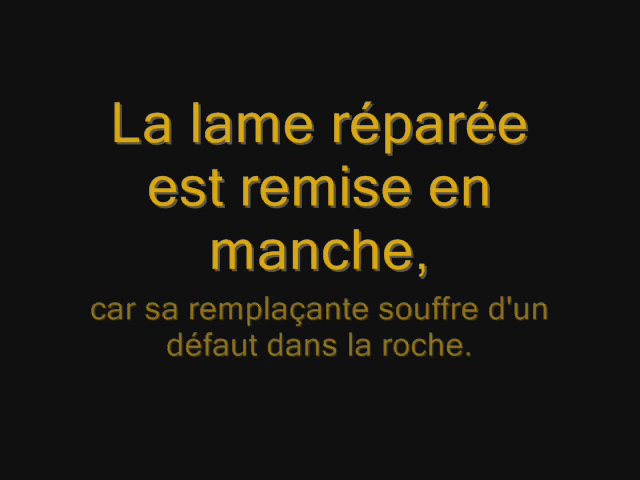 La lame réparée
est remise en
manche,
car sa remplaçante souffre d'un
défaut dans la roche.